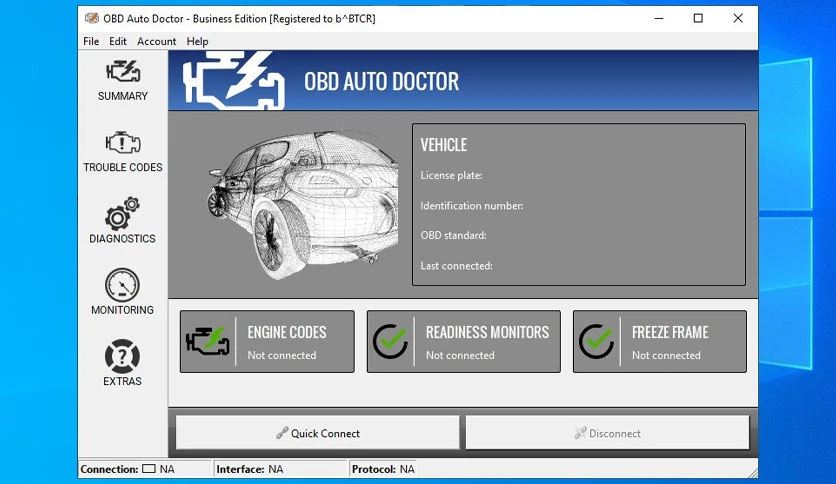 OBD Auto Doctor - Business Edition [Registered to b^BTCR]
File Edit Account Help
SUMMARY
TROUBLE CODES
DIAGNOSTICS
MONITORING
EXTRAS
OBD AUTO DOCTOR
VEHICLE
License plate:
Identification number:
OBD standard:
Last connected:
ENGINE CODES
Not connected
READINESS MONITORS
Not connected
FREEZE FRAME
Not connected
Quick Connect
Disconnect
Connection: NA
Interface: NA
Protocol: NA